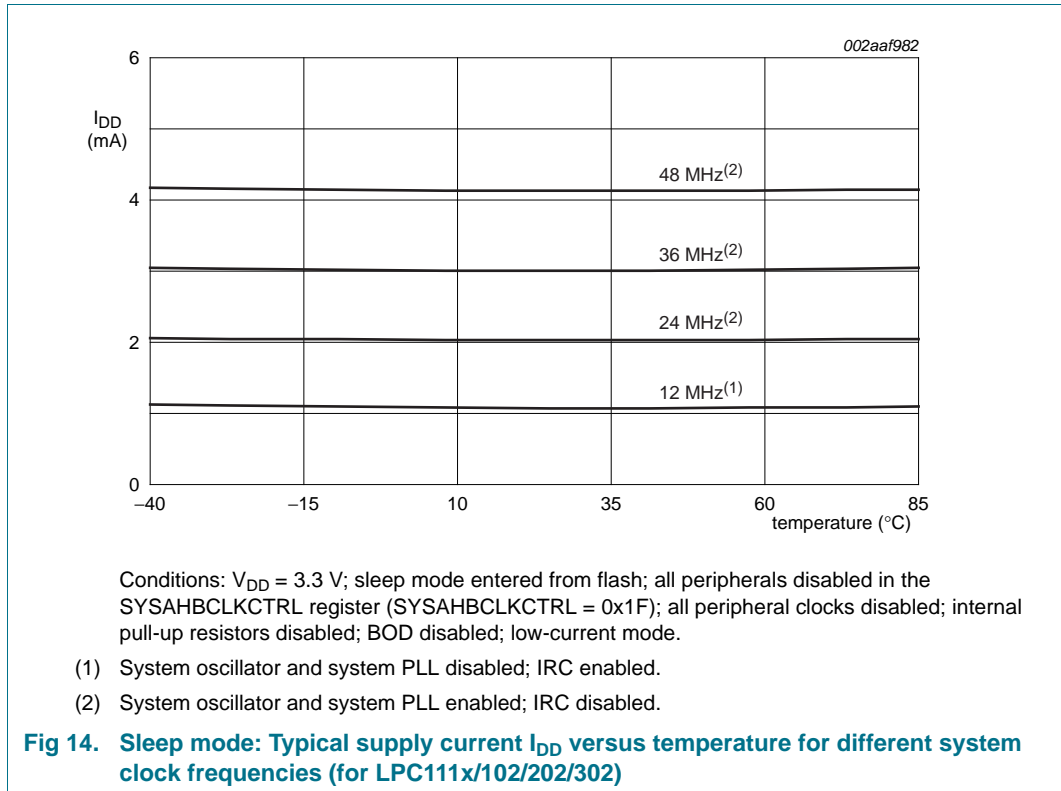 002aaf982
6
I_DD
(mA)
48 MHz(2)
4
36 MHz(2)
24 MHz(2)
2
12 MHz(1)
0
−40 −15 10 35 60 85
temperature (°C)
Conditions: V_DD = 3.3 V; sleep mode entered from flash; all peripherals disabled in the
SYSAHBCLKCTRL register (SYSAHBCLKCTRL = 0x1F); all peripheral clocks disabled; internal
pull-up resistors disabled; BOD disabled; low-current mode.
(1) System oscillator and system PLL disabled; IRC enabled.
(2) System oscillator and system PLL enabled; IRC disabled.
Fig 14. Sleep mode: Typical supply current I_DD versus temperature for different system
clock frequencies (for LPC111x/102/202/302)